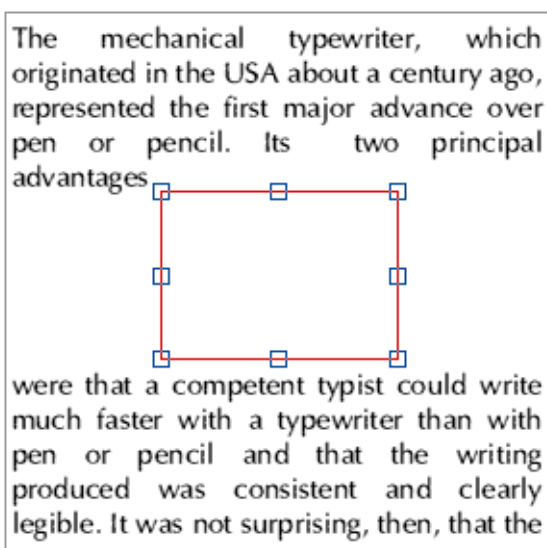 The mechanical typewriter, which
originated in the USA about a century ago,
represented the first major advance over
pen or pencil. Its two principal
advantages
were that a competent typist could write
much faster with a typewriter than with
pen or pencil and that the writing
produced was consistent and clearly
legible. It was not surprising, then, that the